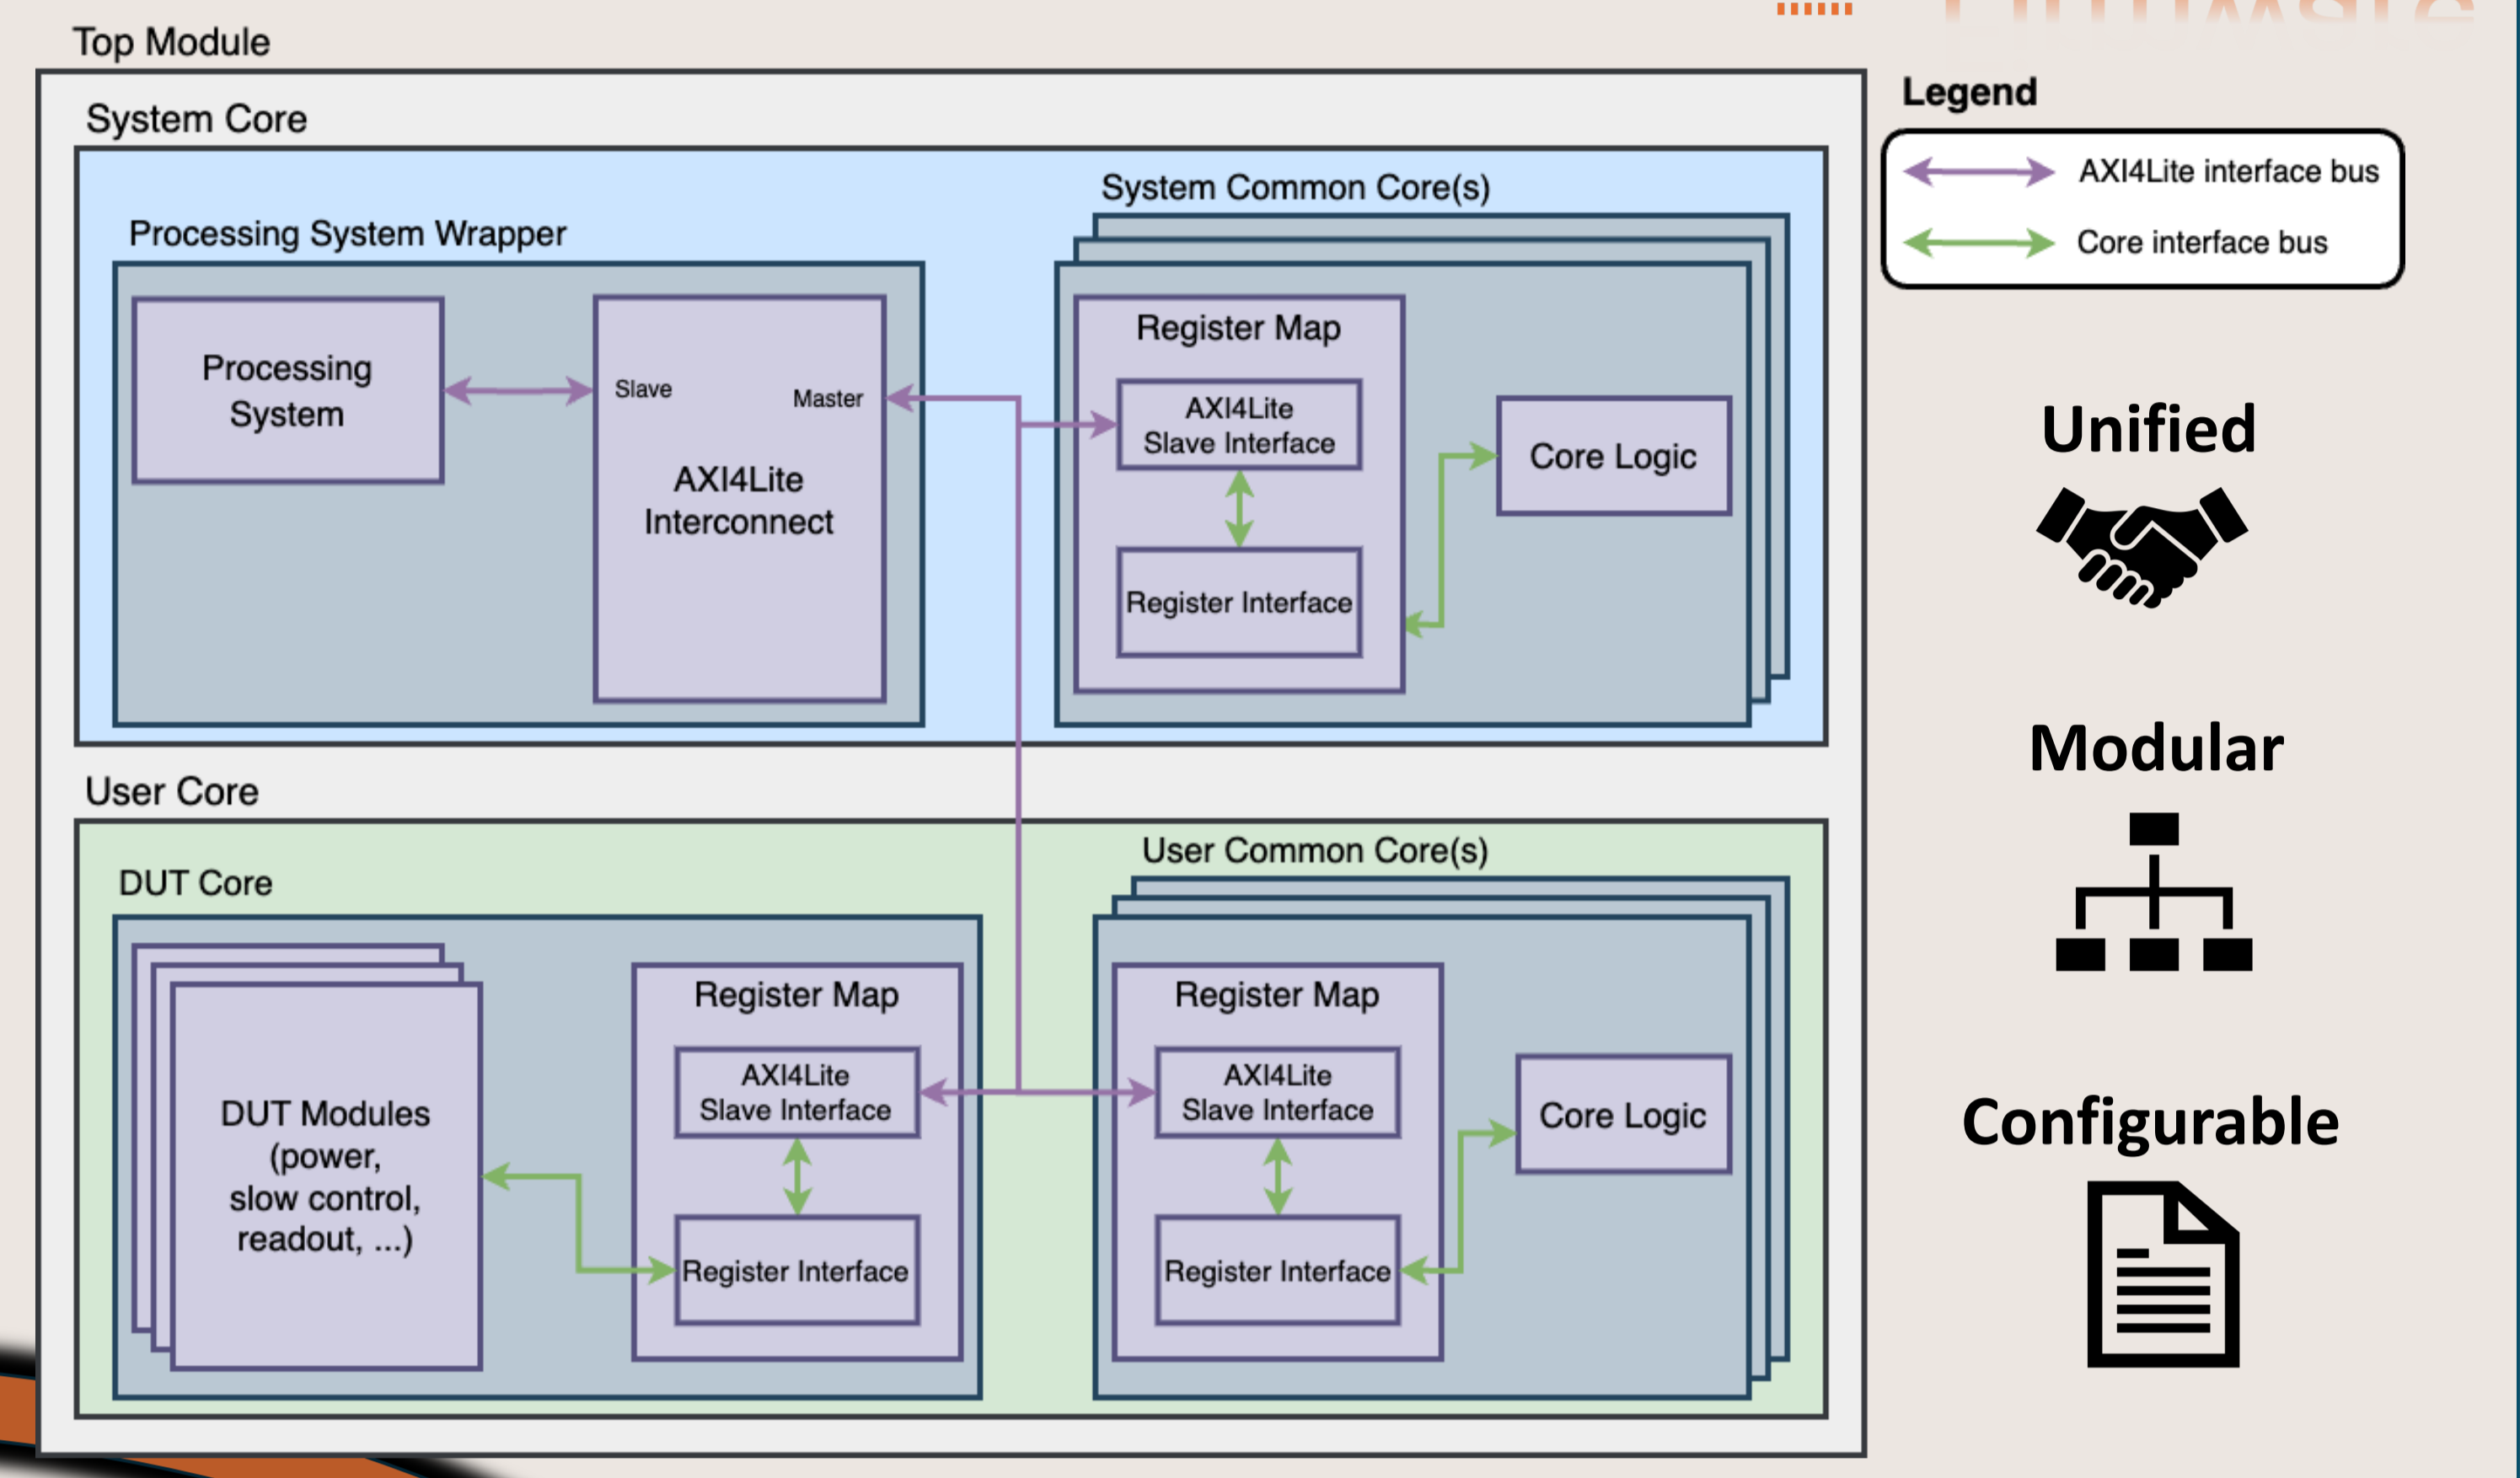 Top Module
System Core
Processing System Wrapper
Processing
System
Slave
Master
AXI4Lite
Interconnect
System Common Core(s)
Register Map
AXI4Lite
Slave Interface
Register Interface
Core Logic
User Core
DUT Core
DUT Modules
(power,
slow control,
readout, ...)
Register Map
AXI4Lite
Slave Interface
Register Interface
User Common Core(s)
Register Map
AXI4Lite
Slave Interface
Register Interface
Core Logic
Legend
AXI4Lite interface bus
Core interface bus
Unified
Modular
Configurable